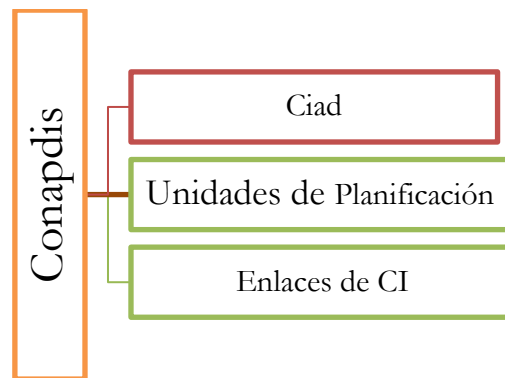 Conapdis
Ciad
Unidades de Planificación
Enlaces de CI